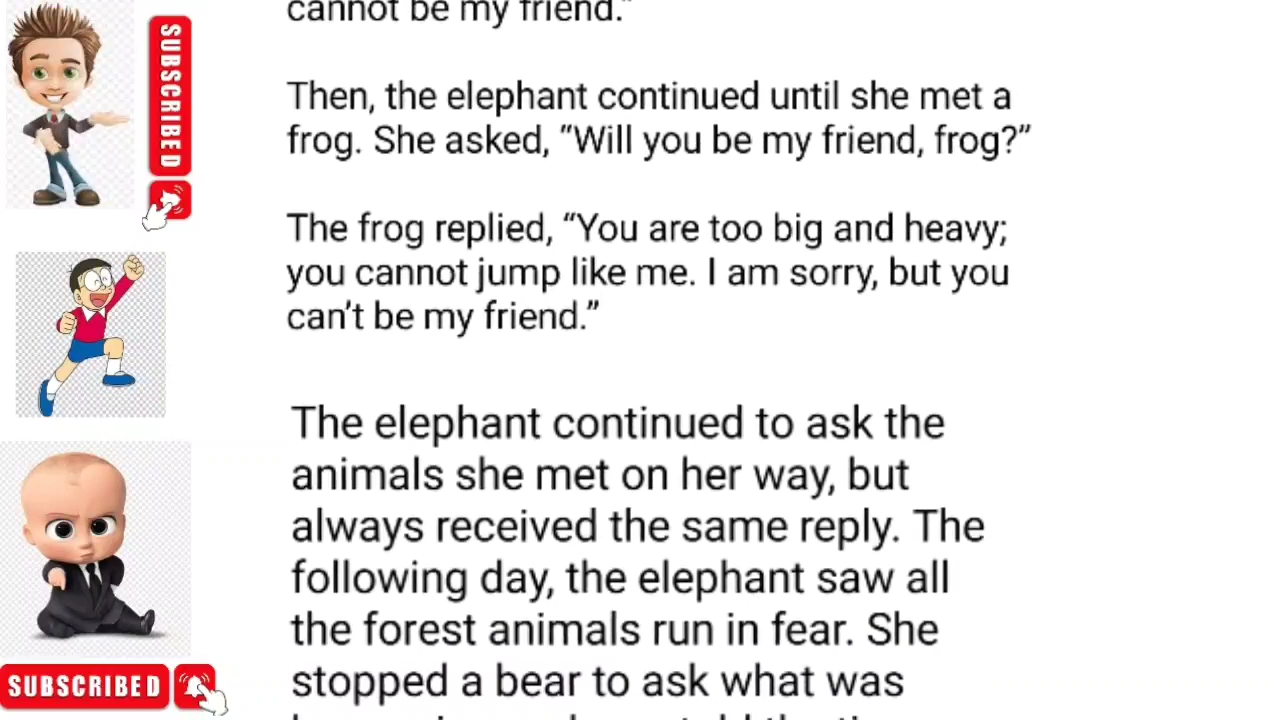 cannot be my friend.”
Then, the elephant continued until she met a
frog. She asked, “Will you be my friend, frog?”
The frog replied, “You are too big and heavy;
you cannot jump like me. I am sorry, but you
can’t be my friend.”
The elephant continued to ask the
animals she met on her way, but
always received the same reply. The
following day, the elephant saw all
the forest animals run in fear. She
stopped a bear to ask what was
SUBSCRIBED
SUBSCRIBED